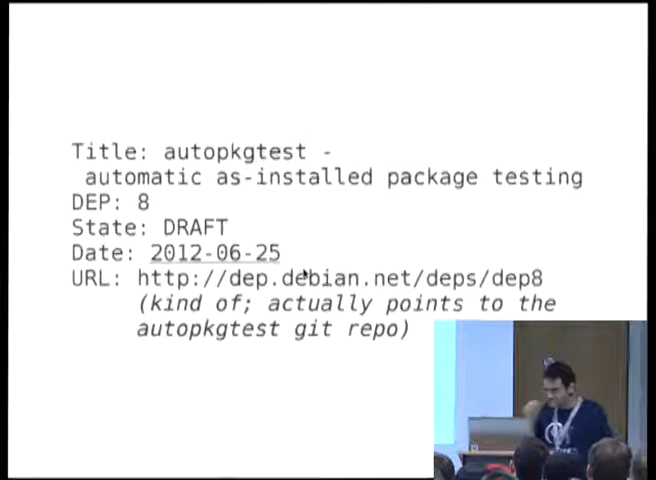 Title: autopkgtest -
automatic as-installed package testing
DEP: 8
State: DRAFT
Date: 2012-06-25
URL: http://dep.debian.net/deps/dep8
(kind of; actually points to the
autopkgtest git repo)